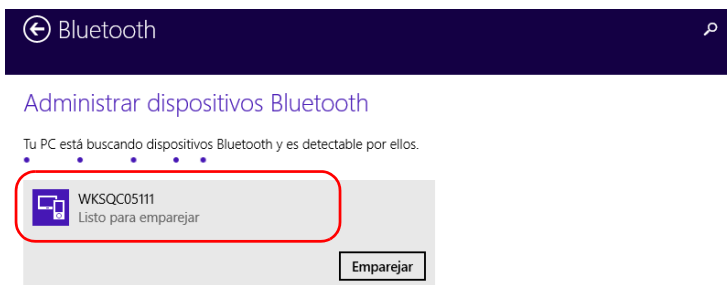 Bluetooth
Administrar dispositivos Bluetooth
Tu PC está buscando dispositivos Bluetooth y es detectable por ellos.
WKSQC05111
Listo para emparejar
Emparejar